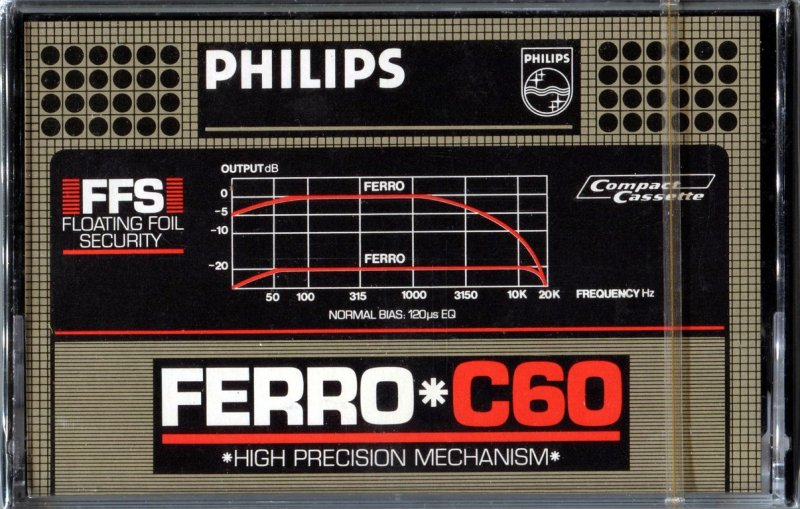 PHILIPS
PHILIPS
FFS
FLOATING FOIL
SECURITY
OUTPUT dB
FERRO
0
-5
-10
FERRO
-20
50 100 315 1000 3150 10K 20K FREQUENCY Hz
NORMAL BIAS: 120µs EQ
Compact
Cassette
FERRO*C60
*HIGH PRECISION MECHANISM*